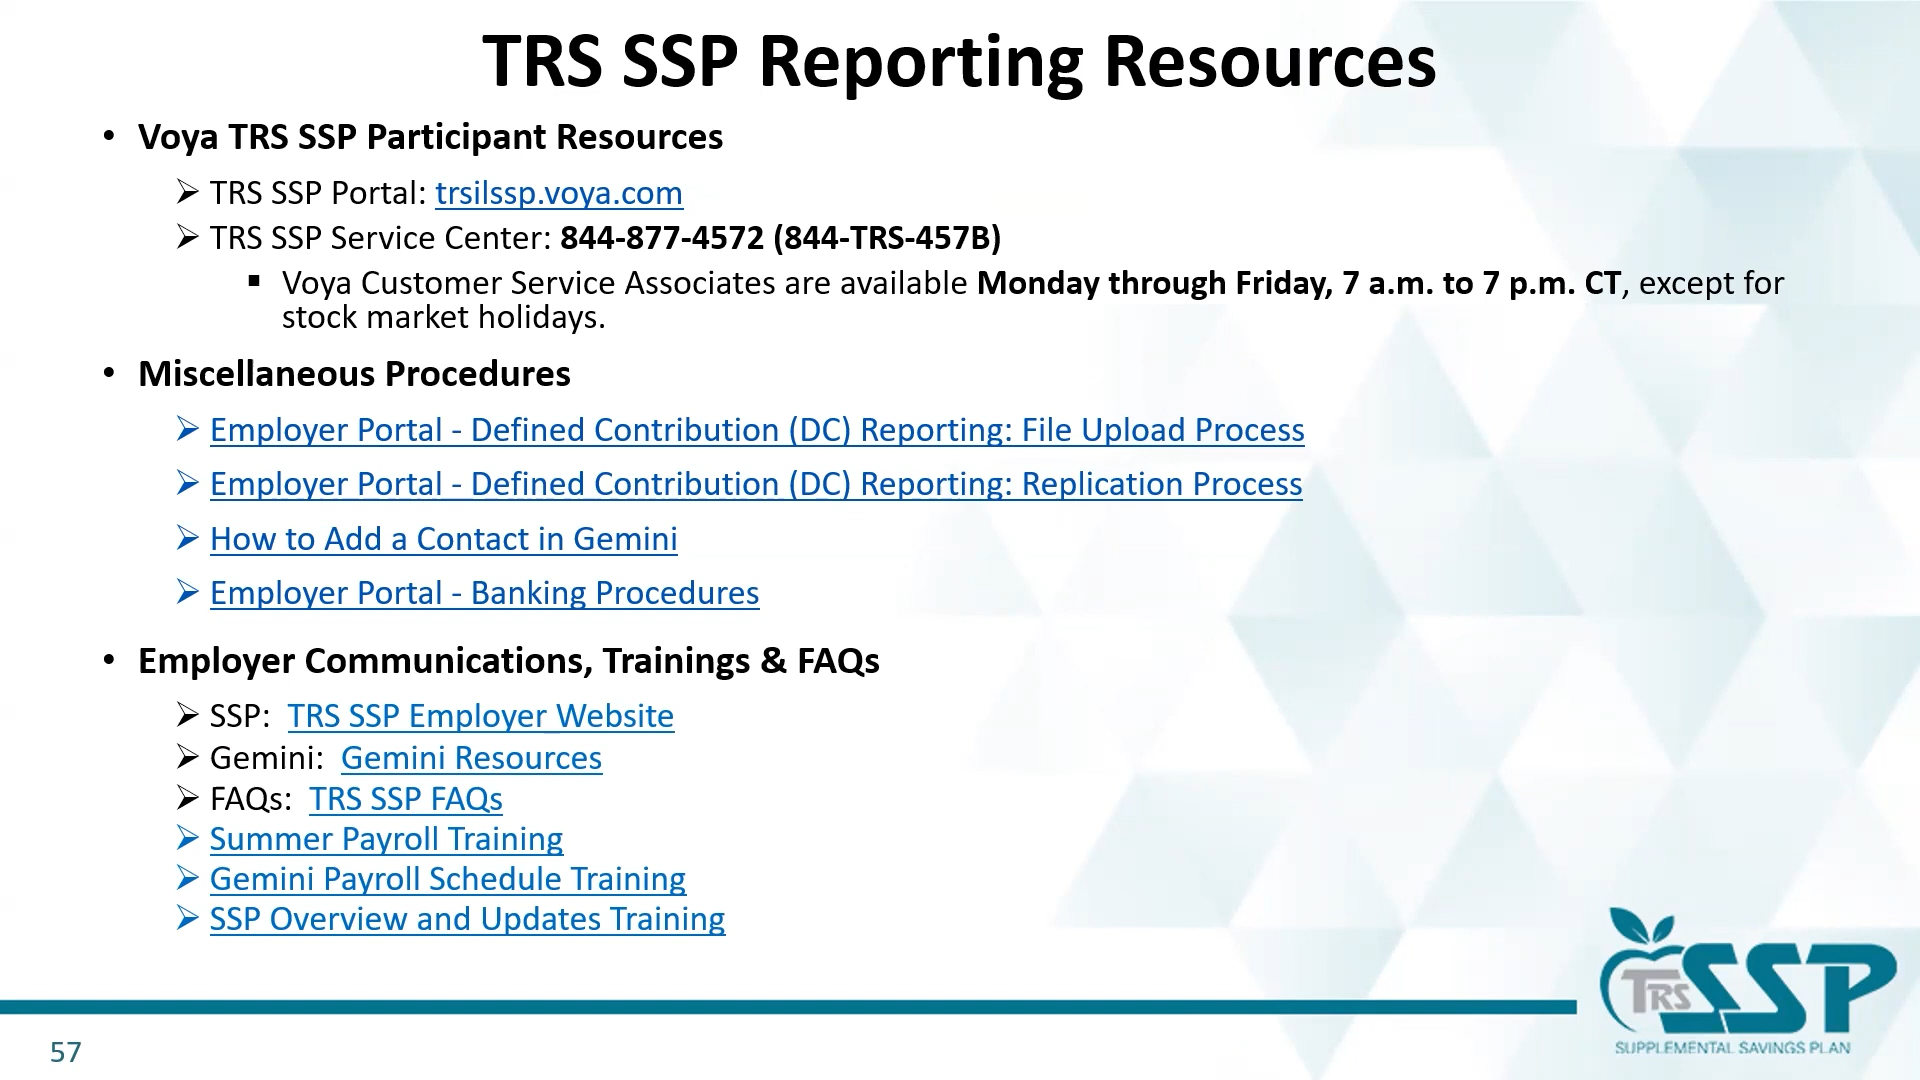 TRS SSP Reporting Resources
• Voya TRS SSP Participant Resources
➢ TRS SSP Portal: trsilssp.voya.com
➢ TRS SSP Service Center: 844-877-4572 (844-TRS-457B)
▪ Voya Customer Service Associates are available Monday through Friday, 7 a.m. to 7 p.m. CT, except for
stock market holidays.
• Miscellaneous Procedures
➢ Employer Portal - Defined Contribution (DC) Reporting: File Upload Process
➢ Employer Portal - Defined Contribution (DC) Reporting: Replication Process
➢ How to Add a Contact in Gemini
➢ Employer Portal - Banking Procedures
• Employer Communications, Trainings & FAQs
➢ SSP: TRS SSP Employer Website
➢ Gemini: Gemini Resources
➢ FAQs: TRS SSP FAQs
➢ Summer Payroll Training
➢ Gemini Payroll Schedule Training
➢ SSP Overview and Updates Training
TRS SSP
SUPPLEMENTAL SAVINGS PLAN
57